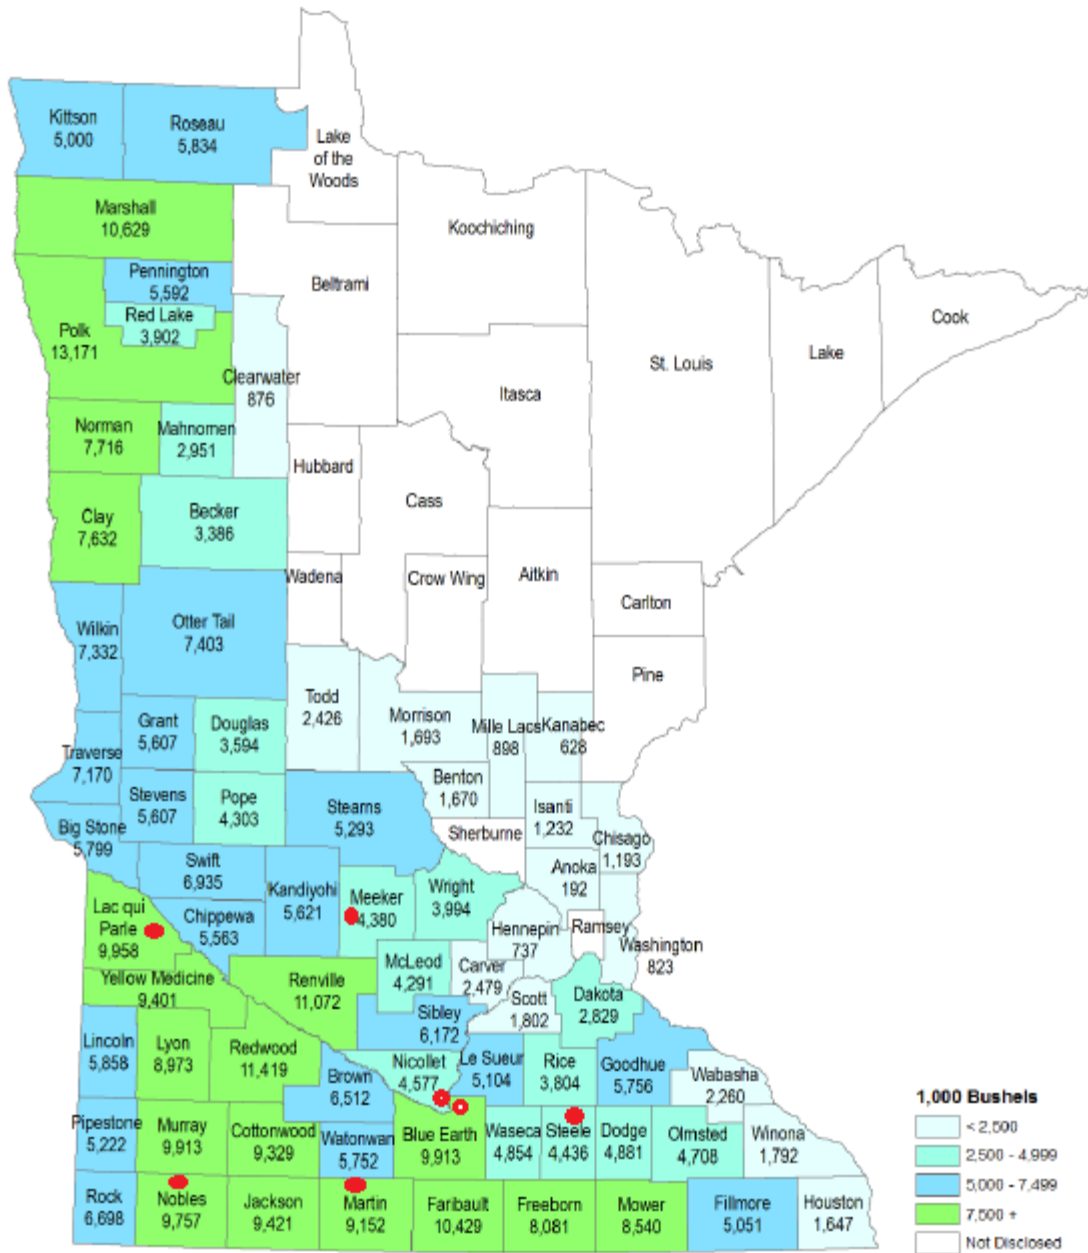 Kittson
5,000
Roseau
5,834
Lake
of the
Woods
Marshall
10,629
Koochiching
Pennington
5,592
Beltrami
Red Lake
3,902
Polk
13,171
Cook
Lake
St. Louis
Clearwater
876
Itasca
Norman
7,716
Mahnomen
2,951
Hubbard
Cass
Clay
7,632
Becker
3,386
Wadena
Crow Wing
Aitkin
Carlton
Wilkin
7,332
Otter Tail
7,403
Pine
Todd
2,426
Morrison
1,693
Mille Lacs
898
Kanabec
628
Grant
5,607
Douglas
3,594
Traverse
7,170
Benton
1,670
Stevens
5,607
Pope
4,303
Stearns
5,293
Isanti
1,232
Big Stone
5,799
Sherburne
Chisago
1,193
Swift
6,935
Anoka
192
Kandiyohi
5,621
Meeker
4,380
Wright
3,994
Lac qui
Parle
9,958
Chippewa
5,563
Hennepin
737
Ramsey
Washington
823
McLeod
4,291
Carver
2,479
Yellow Medicine
9,401
Renville
11,072
Scott
1,802
Dakota
2,829
Sibley
6,172
Lincoln
5,858
Lyon
8,973
Redwood
11,419
Nicollet
4,577
Le Sueur
5,104
Rice
3,804
Goodhue
5,756
Brown
6,512
Wabasha
2,260
Pipestone
5,222
Murray
9,913
Cottonwood
9,329
Watonwan
5,752
Blue Earth
9,913
Waseca
4,854
Steele
4,436
Dodge
4,881
Olmsted
4,708
Winona
1,792
Rock
6,698
Nobles
9,757
Jackson
9,421
Martin
9,152
Faribault
10,429
Freeborn
8,081
Mower
8,540
Fillmore
5,051
Houston
1,647
1,000 Bushels
< 2,500
2,500 - 4,999
5,000 - 7,499
7,500 +
Not Disclosed